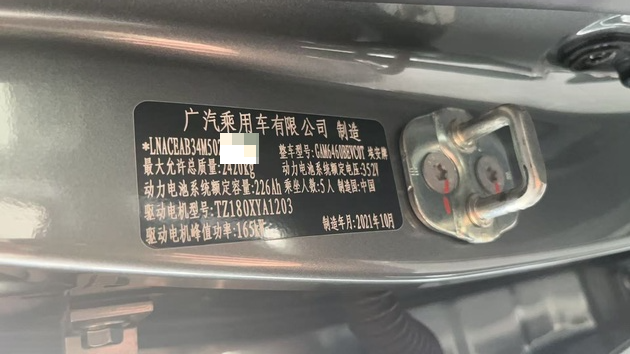 广汽乘用车有限公司 制造
*LNACEAB34M50 整车型号:GAM6460BEVC0T 埃安牌
最大允许总质量:2420kg 动力电池系统额定电压:352V
动力电池系统额定容量:226Ah 乘坐人数:5人 制造国:中国
驱动电机型号:TZ180XYA1203
驱动电机峰值功率:165kW 制造年月:2021年10月